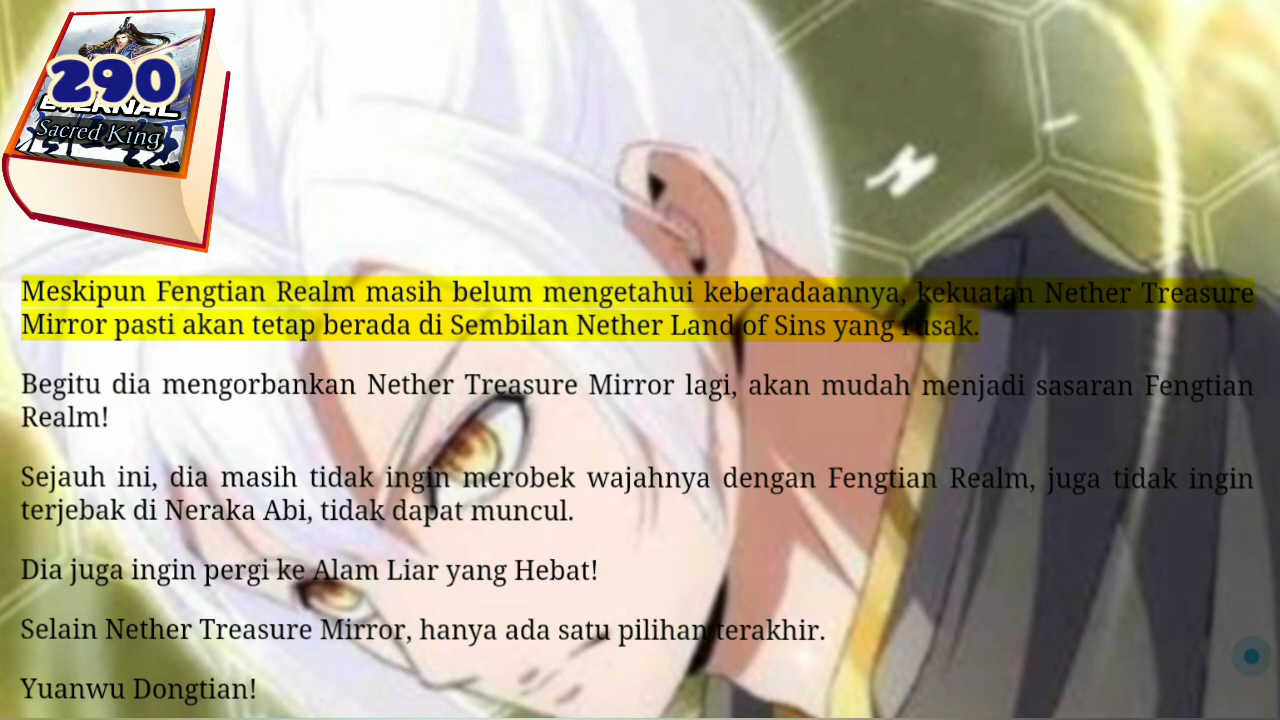 290
ETERNAL
Sacred King
Meskipun Fengtian Realm masih belum mengetahui keberadaannya, kekuatan Nether Treasure
Mirror pasti akan tetap berada di Sembilan Nether Land of Sins yang rusak.
Begitu dia mengorbankan Nether Treasure Mirror lagi, akan mudah menjadi sasaran Fengtian
Realm!
Sejauh ini, dia masih tidak ingin merobek wajahnya dengan Fengtian Realm, juga tidak ingin
terjebak di Neraka Abi, tidak dapat muncul.
Dia juga ingin pergi ke Alam Liar yang Hebat!
Selain Nether Treasure Mirror, hanya ada satu pilihan terakhir.
Yuanwu Dongtian!